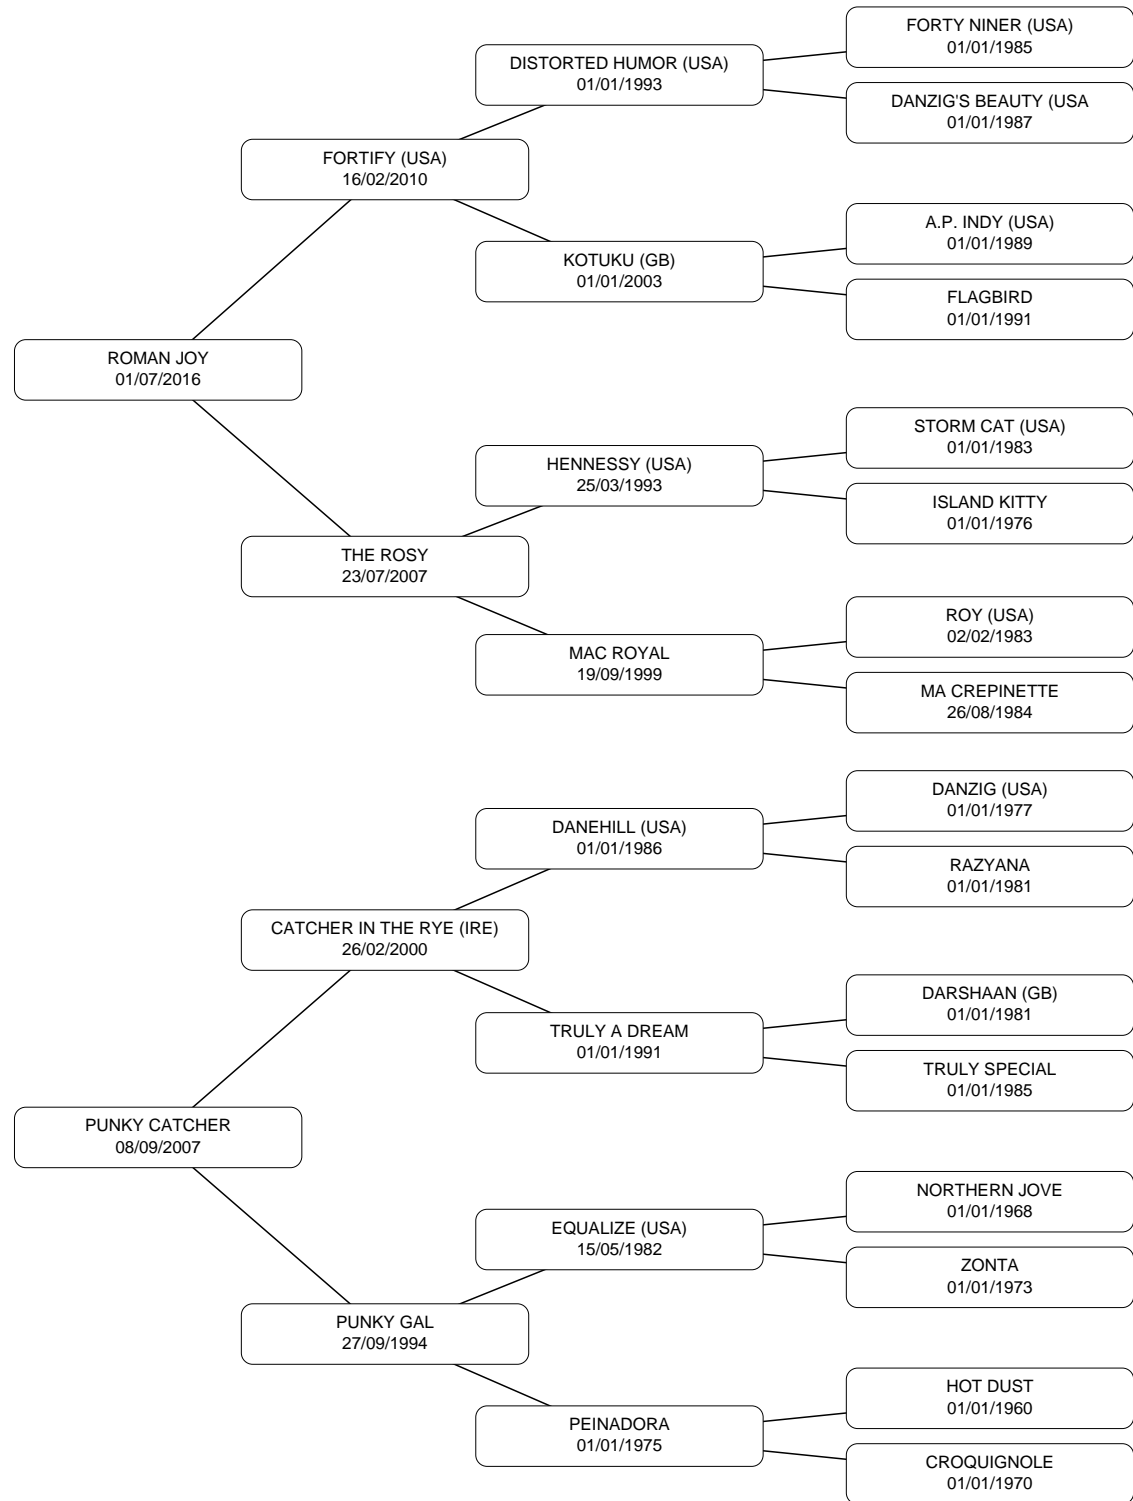 FORTY NINER (USA)
01/01/1985
DISTORTED HUMOR (USA)
01/01/1993
DANZIG'S BEAUTY (USA
01/01/1987
FORTIFY (USA)
16/02/2010
A.P. INDY (USA)
01/01/1989
KOTUKU (GB)
01/01/2003
FLAGBIRD
01/01/1991
ROMAN JOY
01/07/2016
STORM CAT (USA)
01/01/1983
HENNESSY (USA)
25/03/1993
ISLAND KITTY
01/01/1976
THE ROSY
23/07/2007
ROY (USA)
02/02/1983
MAC ROYAL
19/09/1999
MA CREPINETTE
26/08/1984
DANZIG (USA)
01/01/1977
DANEHILL (USA)
01/01/1986
RAZYANA
01/01/1981
CATCHER IN THE RYE (IRE)
26/02/2000
DARSHAAN (GB)
01/01/1981
TRULY A DREAM
01/01/1991
TRULY SPECIAL
01/01/1985
PUNKY CATCHER
08/09/2007
NORTHERN JOVE
01/01/1968
EQUALIZE (USA)
15/05/1982
ZONTA
01/01/1973
PUNKY GAL
27/09/1994
HOT DUST
01/01/1960
PEINADORA
01/01/1975
CROQUIGNOLE
01/01/1970